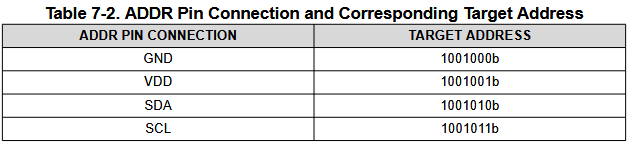 Table 7-2. ADDR Pin Connection and Corresponding Target Address
ADDR PIN CONNECTION TARGET ADDRESS
GND 1001000b
VDD 1001001b
SDA 1001010b
SCL 1001011b